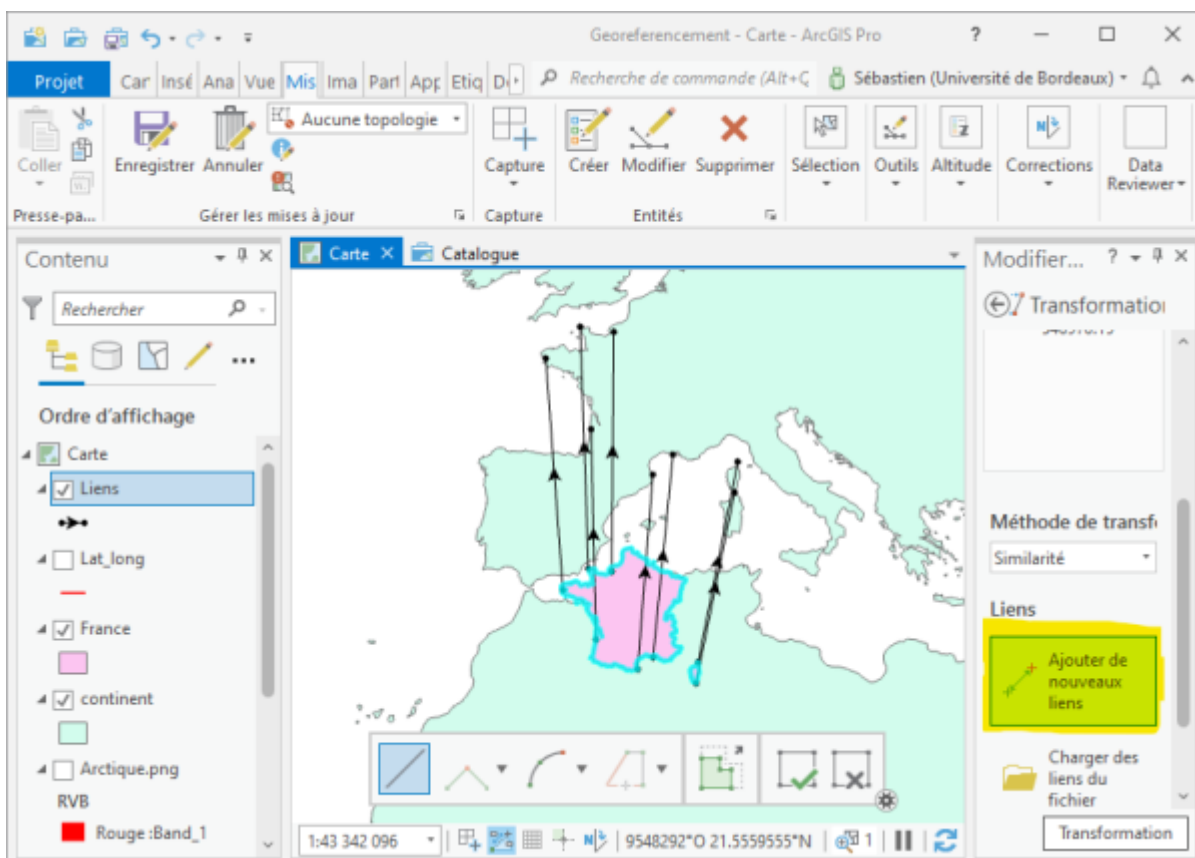 Georeferencement - Carte - ArcGIS Pro
?
Projet
Car Insé Ana Vue Mis Ima Part App Etiq
Recherche de commande (Alt+Q
Sébastien (Université de Bordeaux)
Coller
Enregistrer Annuler
Aucune topologie
Capture
Créer Modifier Supprimer
Sélection
Outils
Altitude
Corrections
Data
Reviewer
Presse-pa...
Gérer les mises à jour
Capture
Entités
Contenu
Rechercher
Ordre d'affichage
Carte
Liens
Lat_long
France
continent
Arctique.png
RVB
Rouge :Band_1
Carte
Catalogue
1:43 342 096
9548292°O 21.5559555°N
1
Modifier... ?
Transformatio
Méthode de transf
Similarité
Liens
Ajouter de
nouveaux
liens
Charger des
liens du
fichier
Transformation